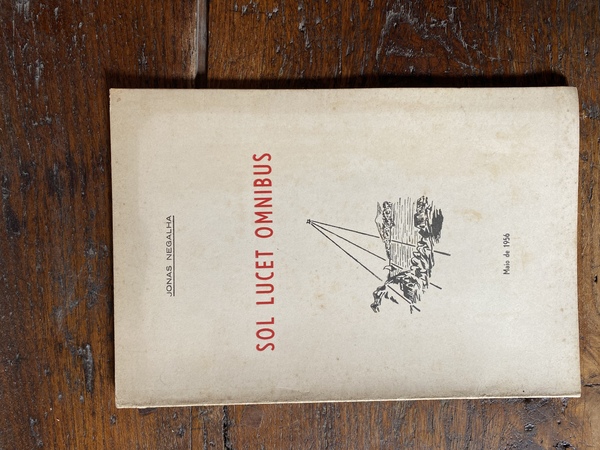 JONAS NEGALHA
SOL LUCET OMNIBUS
Maio de 1956